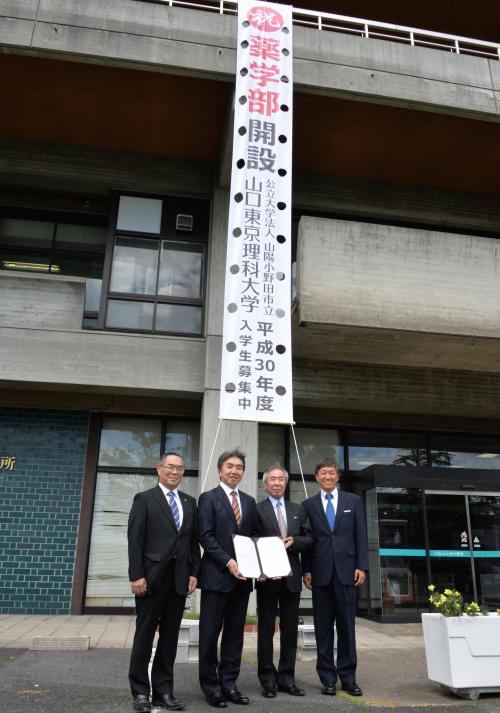 祝
薬学部開設
公立大学法人 山陽小野田市立
山口東京理科大学
平成30年度
入学生募集中
所